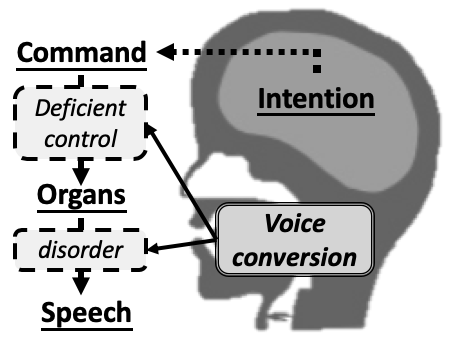 Command
Deficient
control
Organs
disorder
Speech
Intention
Voice
conversion